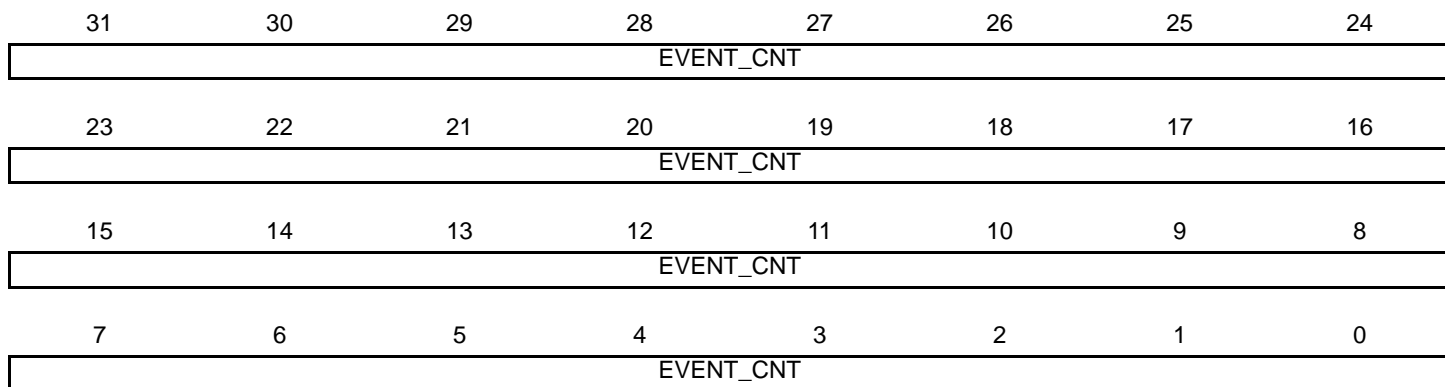 31 30 29 28 27 26 25 24
EVENT_CNT
23 22 21 20 19 18 17 16
EVENT_CNT
15 14 13 12 11 10 9 8
EVENT_CNT
7 6 5 4 3 2 1 0
EVENT_CNT